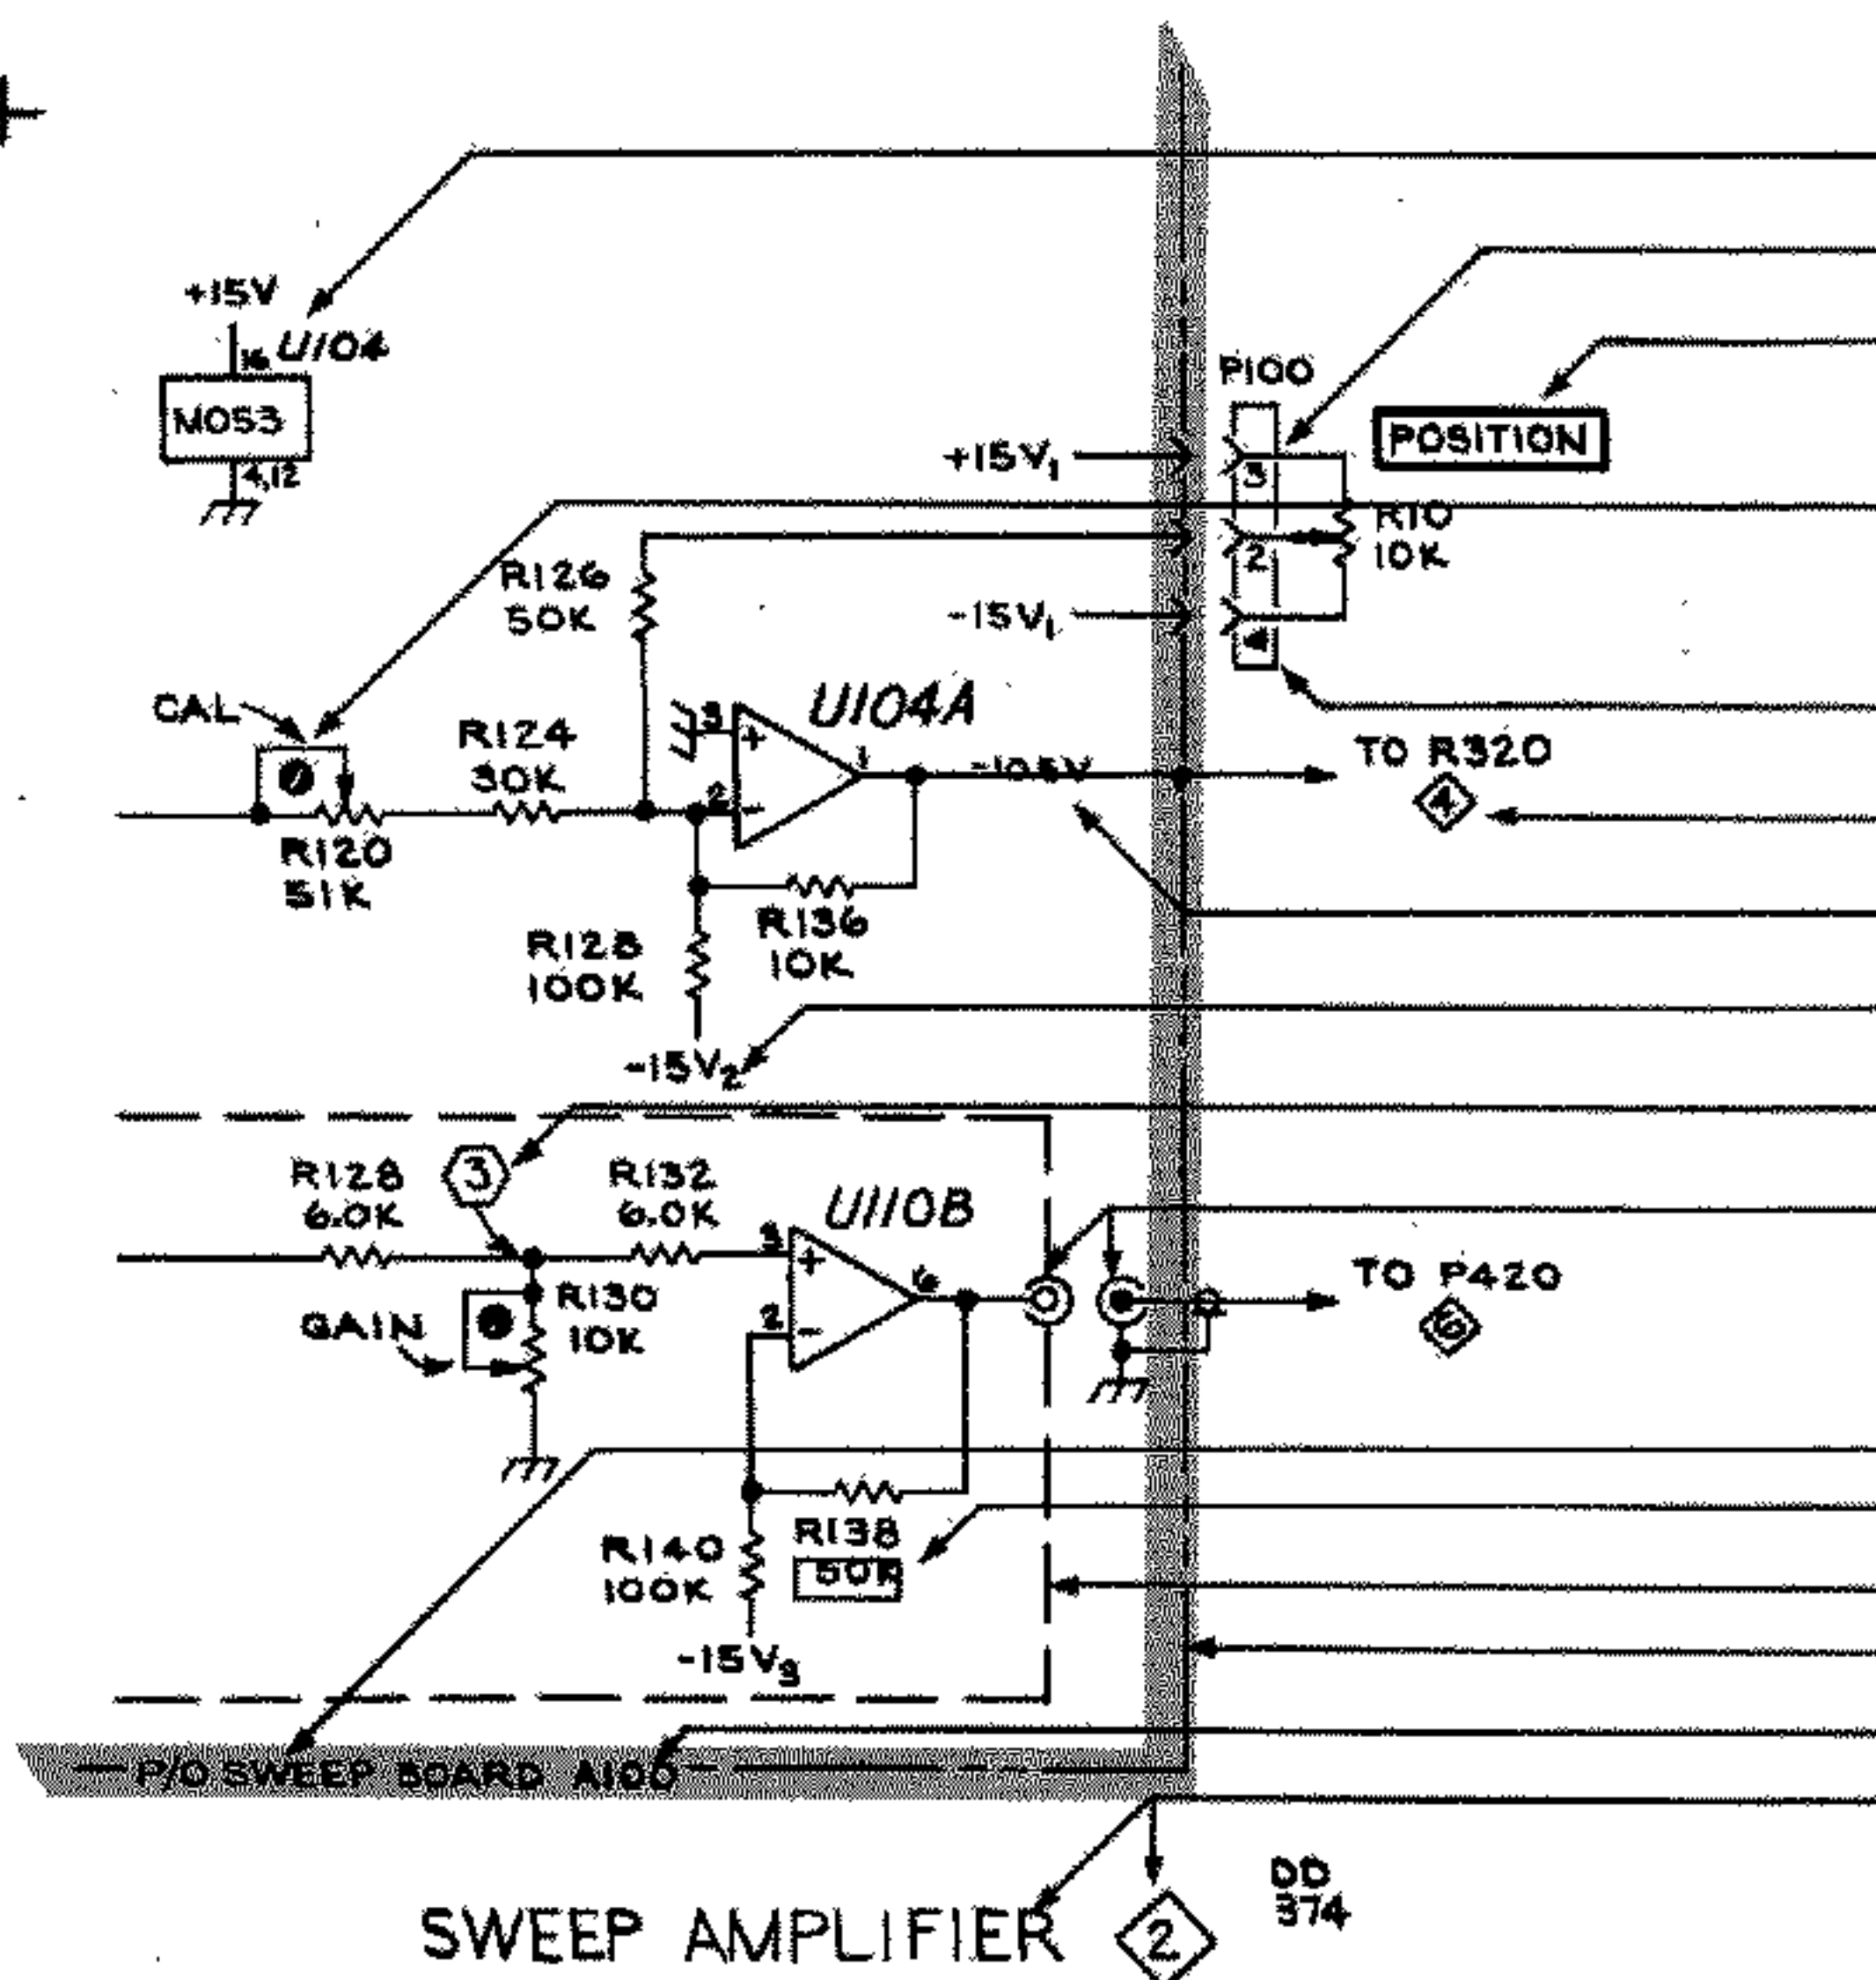 +15V
16
U104
M053
4,12
P100
POSITION
+15V1
3
R10
10K
2
R126
50K
-15V1
4
CAL
R124
30K
3
U104A
+
1
-10.5V
TO R320
4
2
-
R120
51K
R136
10K
R128
100K
-15V2
R128
6.0K
3
R132
6.0K
U110B
3
+
6
TO P420
R130
10K
GAIN
2
-
R138
50K
R140
100K
-15V3
P/O SWEEP BOARD A100
DD
374
SWEEP AMPLIFIER
2